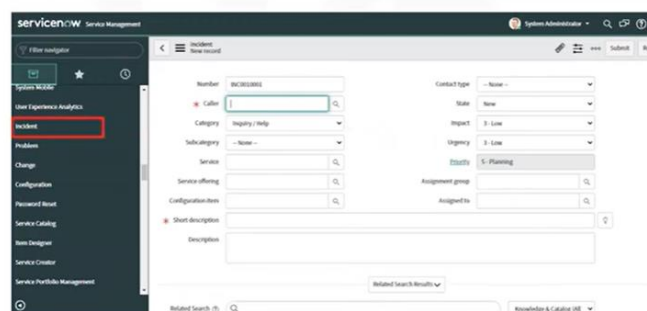 servicenow Service Management
System Administrator
Filter navigator
System Mobile
User Experience Analytics
Incident
Problem
Change
Configuration
Password Reset
Service Catalog
Item Designer
Service Creator
Service Portfolio Management
Incident
New record
Submit
Number INC0010001
Caller
Category Inquiry / Help
Subcategory -- None --
Service
Service offering
Configuration item
Contact type -- None --
State New
Impact 3 - Low
Urgency 3 - Low
Priority 5 - Planning
Assignment group
Assigned to
Short description
Description
Related Search Results
Related Search
Knowledge & Catalog (All